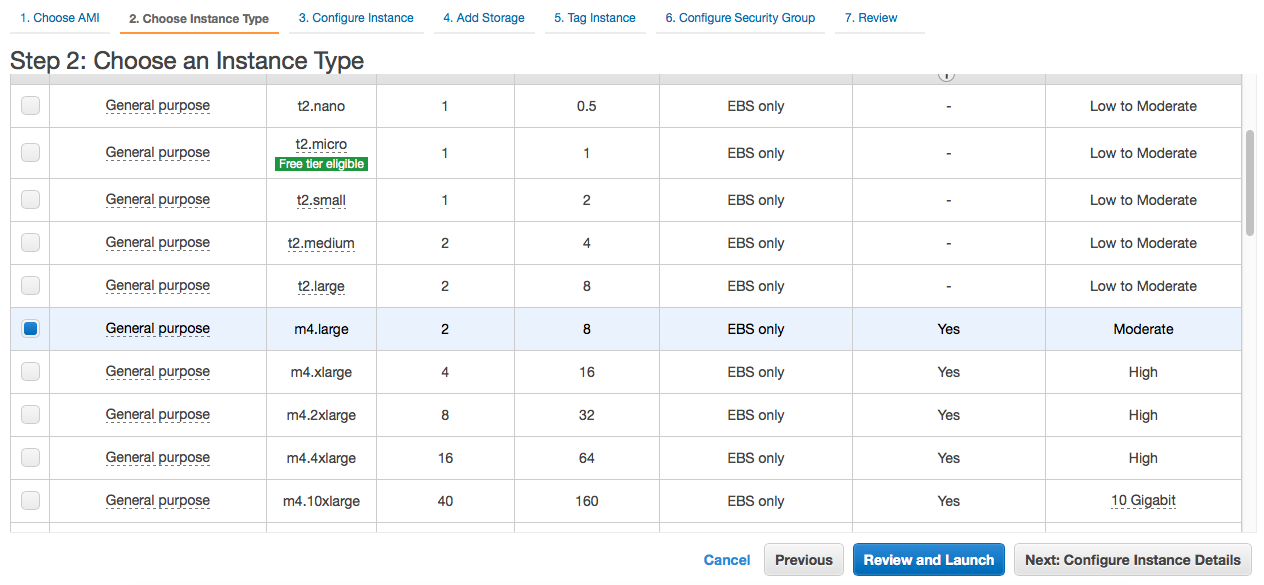 1. Choose AMI 2. Choose Instance Type 3. Configure Instance 4. Add Storage 5. Tag Instance 6. Configure Security Group 7. Review
Step 2: Choose an Instance Type
General purpose t2.nano 1 0.5 EBS only - Low to Moderate
General purpose t2.micro 1 1 EBS only - Low to Moderate
Free tier eligible
General purpose t2.small 1 2 EBS only - Low to Moderate
General purpose t2.medium 2 4 EBS only - Low to Moderate
General purpose t2.large 2 8 EBS only - Low to Moderate
General purpose m4.large 2 8 EBS only Yes Moderate
General purpose m4.xlarge 4 16 EBS only Yes High
General purpose m4.2xlarge 8 32 EBS only Yes High
General purpose m4.4xlarge 16 64 EBS only Yes High
General purpose m4.10xlarge 40 160 EBS only Yes 10 Gigabit
Cancel Previous Review and Launch Next: Configure Instance Details